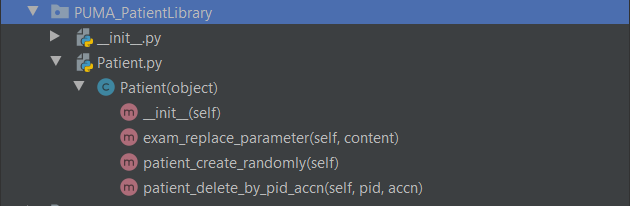 PUMA_PatientLibrary
__init__.py
Patient.py
C Patient(object)
m __init__(self)
m exam_replace_parameter(self, content)
m patient_create_randomly(self)
m patient_delete_by_pid_accn(self, pid, accn)